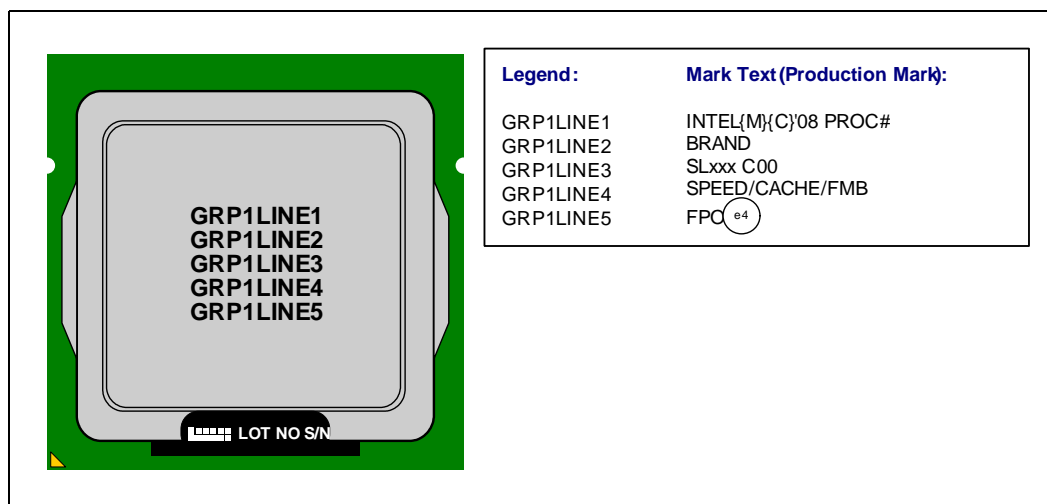 GRP1LINE1
GRP1LINE2
GRP1LINE3
GRP1LINE4
GRP1LINE5
LOT NO S/N
Legend: Mark Text (Production Mark):
GRP1LINE1 INTEL{M}{C}'08 PROC#
GRP1LINE2 BRAND
GRP1LINE3 SLxxx C00
GRP1LINE4 SPEED/CACHE/FMB
GRP1LINE5 FPO e4